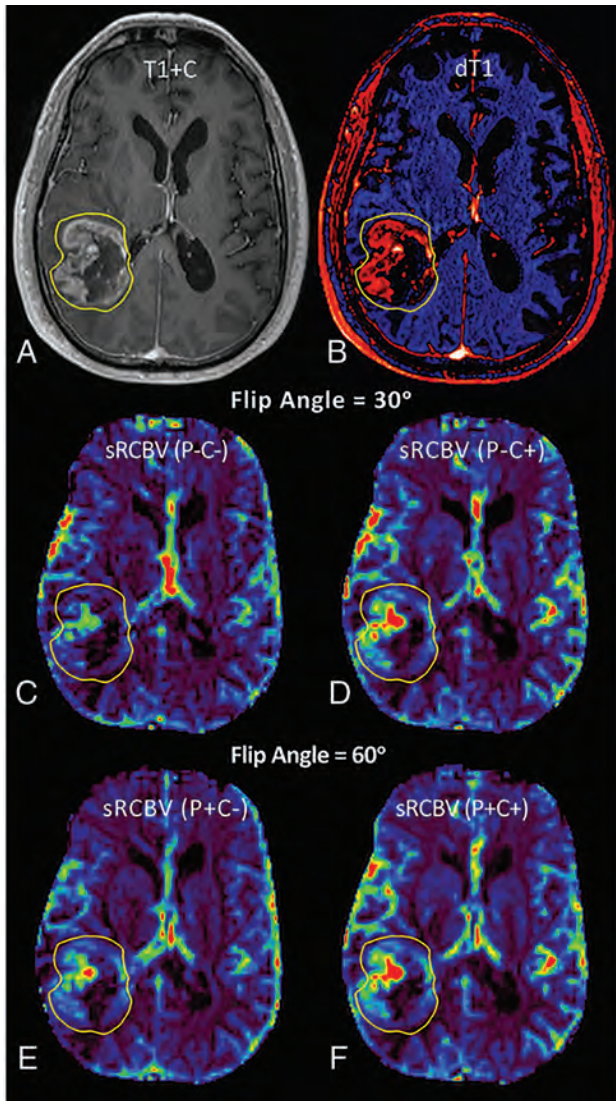 T1+C
dT1
A
B
Flip Angle = 30°
sRCBV (P-C-)
sRCBV (P-C+)
C
D
Flip Angle = 60°
sRCBV (P+C-)
sRCBV (P+C+)
E
F